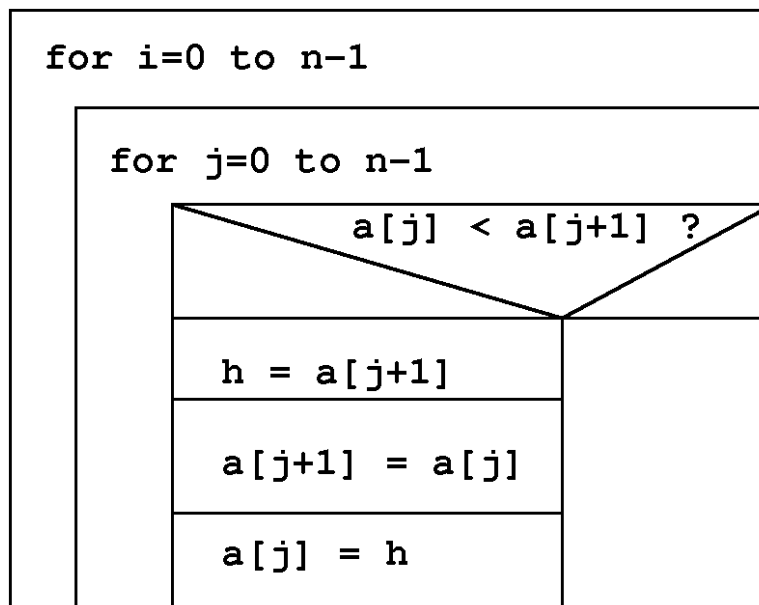 for i=0 to n-1
for j=0 to n-1
a[j] < a[j+1] ?
h = a[j+1]
a[j+1] = a[j]
a[j] = h